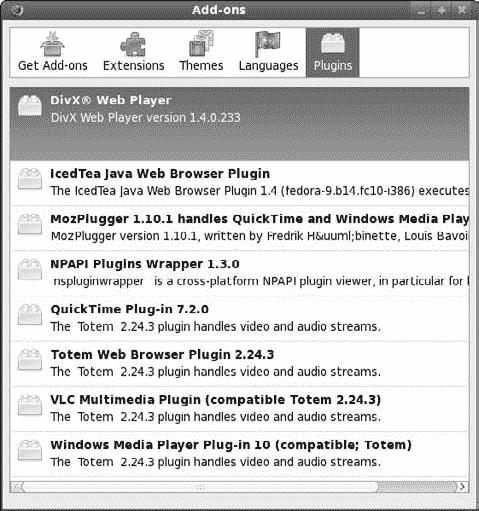 Add-ons
Get Add-ons Extensions Themes Languages Plugins
DivX® Web Player
DivX Web Player version 1.4.0.233
IcedTea Java Web Browser Plugin
The IcedTea Java Web Browser Plugin 1.4 (fedora-9.b14.fc10-i386) executes
MozPlugger 1.10.1 handles QuickTime and Windows Media Play
MozPlugger version 1.10.1, written by Fredrik H&uuml;binette, Louis Bavoi
NPAPI Plugins Wrapper 1.3.0
nspluginwrapper is a cross-platform NPAPI plugin viewer, in particular for l
QuickTime Plug-in 7.2.0
The Totem 2.24.3 plugin handles video and audio streams.
Totem Web Browser Plugin 2.24.3
The Totem 2.24.3 plugin handles video and audio streams.
VLC Multimedia Plugin (compatible Totem 2.24.3)
The Totem 2.24.3 plugin handles video and audio streams.
Windows Media Player Plug-in 10 (compatible; Totem)
The Totem 2.24.3 plugin handles video and audio streams.